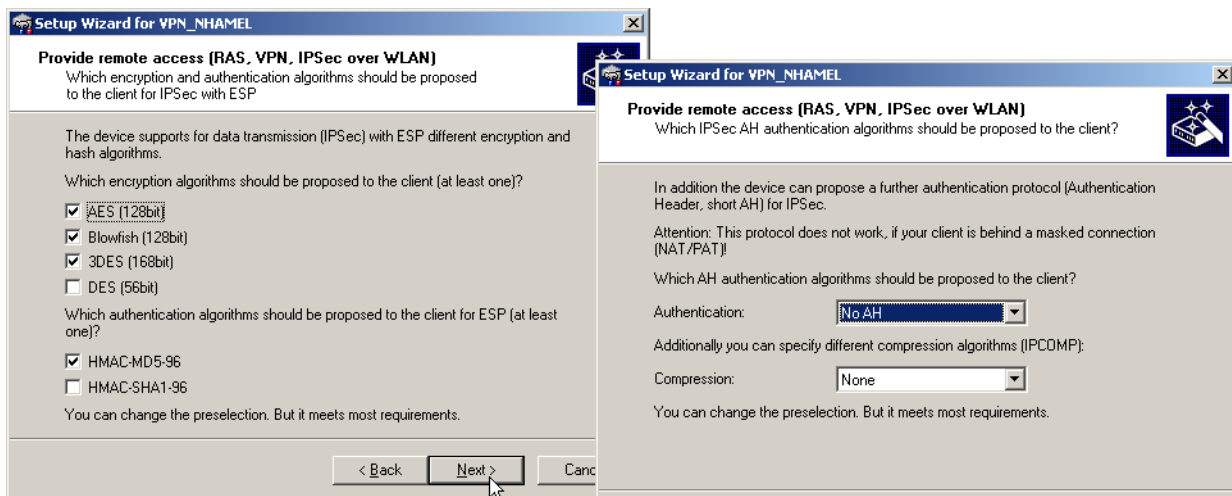 Setup Wizard for VPN_NHAMEL
Provide remote access (RAS, VPN, IPSec over WLAN)
Which encryption and authentication algorithms should be proposed
to the client for IPSec with ESP
The device supports for data transmission (IPSec) with ESP different encryption and
hash algorithms.
Which encryption algorithms should be proposed to the client (at least one)?
AES (128bit)
Blowfish (128bit)
3DES (168bit)
DES (56bit)
Which authentication algorithms should be proposed to the client for ESP (at least
one)?
HMAC-MD5-96
HMAC-SHA1-96
You can change the preselection. But it meets most requirements.
< Back
Next >
Canc
Setup Wizard for VPN_NHAMEL
Provide remote access (RAS, VPN, IPSec over WLAN)
Which IPSec AH authentication algorithms should be proposed to the client?
In addition the device can propose a further authentication protocol (Authentication
Header, short AH) for IPSec.
Attention: This protocol does not work, if your client is behind a masked connection
(NAT/PAT)!
Which AH authentication algorithms should be proposed to the client?
Authentication: No AH
Additionally you can specify different compression algorithms (IPCOMP):
Compression: None
You can change the preselection. But it meets most requirements.